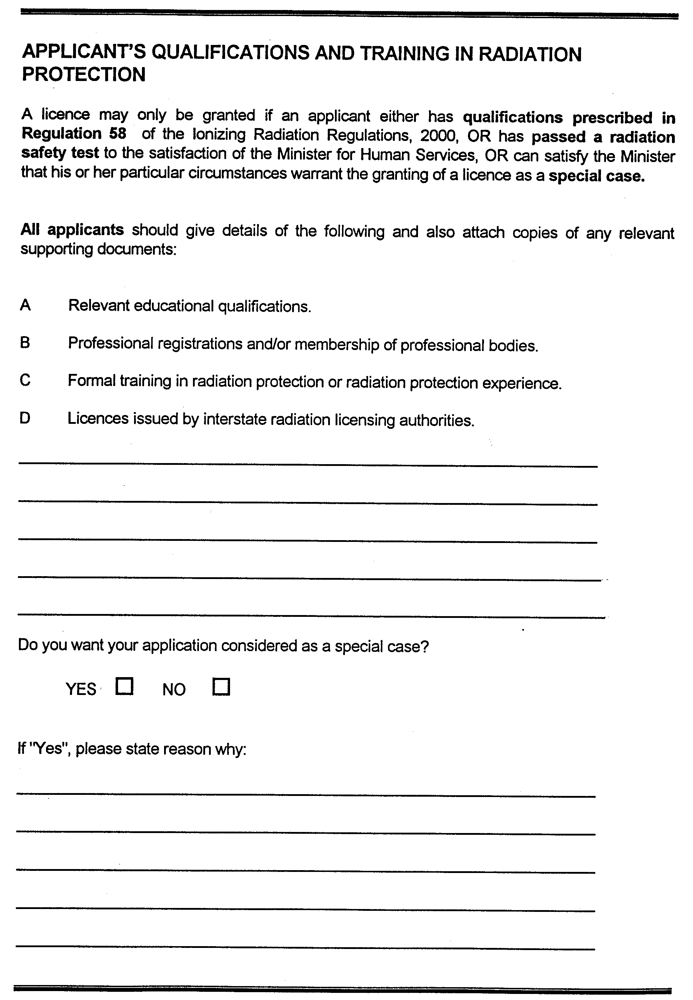 APPLICANT'S QUALIFICATIONS AND TRAINING IN RADIATION
PROTECTION
A licence may only be granted if an applicant either has qualifications prescribed in
Regulation 58 of the Ionizing Radiation Regulations, 2000, OR has passed a radiation
safety test to the satisfaction of the Minister for Human Services, OR can satisfy the Minister
that his or her particular circumstances warrant the granting of a licence as a special case.
All applicants should give details of the following and also attach copies of any relevant
supporting documents:
A Relevant educational qualifications.
B Professional registrations and/or membership of professional bodies.
C Formal training in radiation protection or radiation protection experience.
D Licences issued by interstate radiation licensing authorities.
Do you want your application considered as a special case?
YES NO
If "Yes", please state reason why: